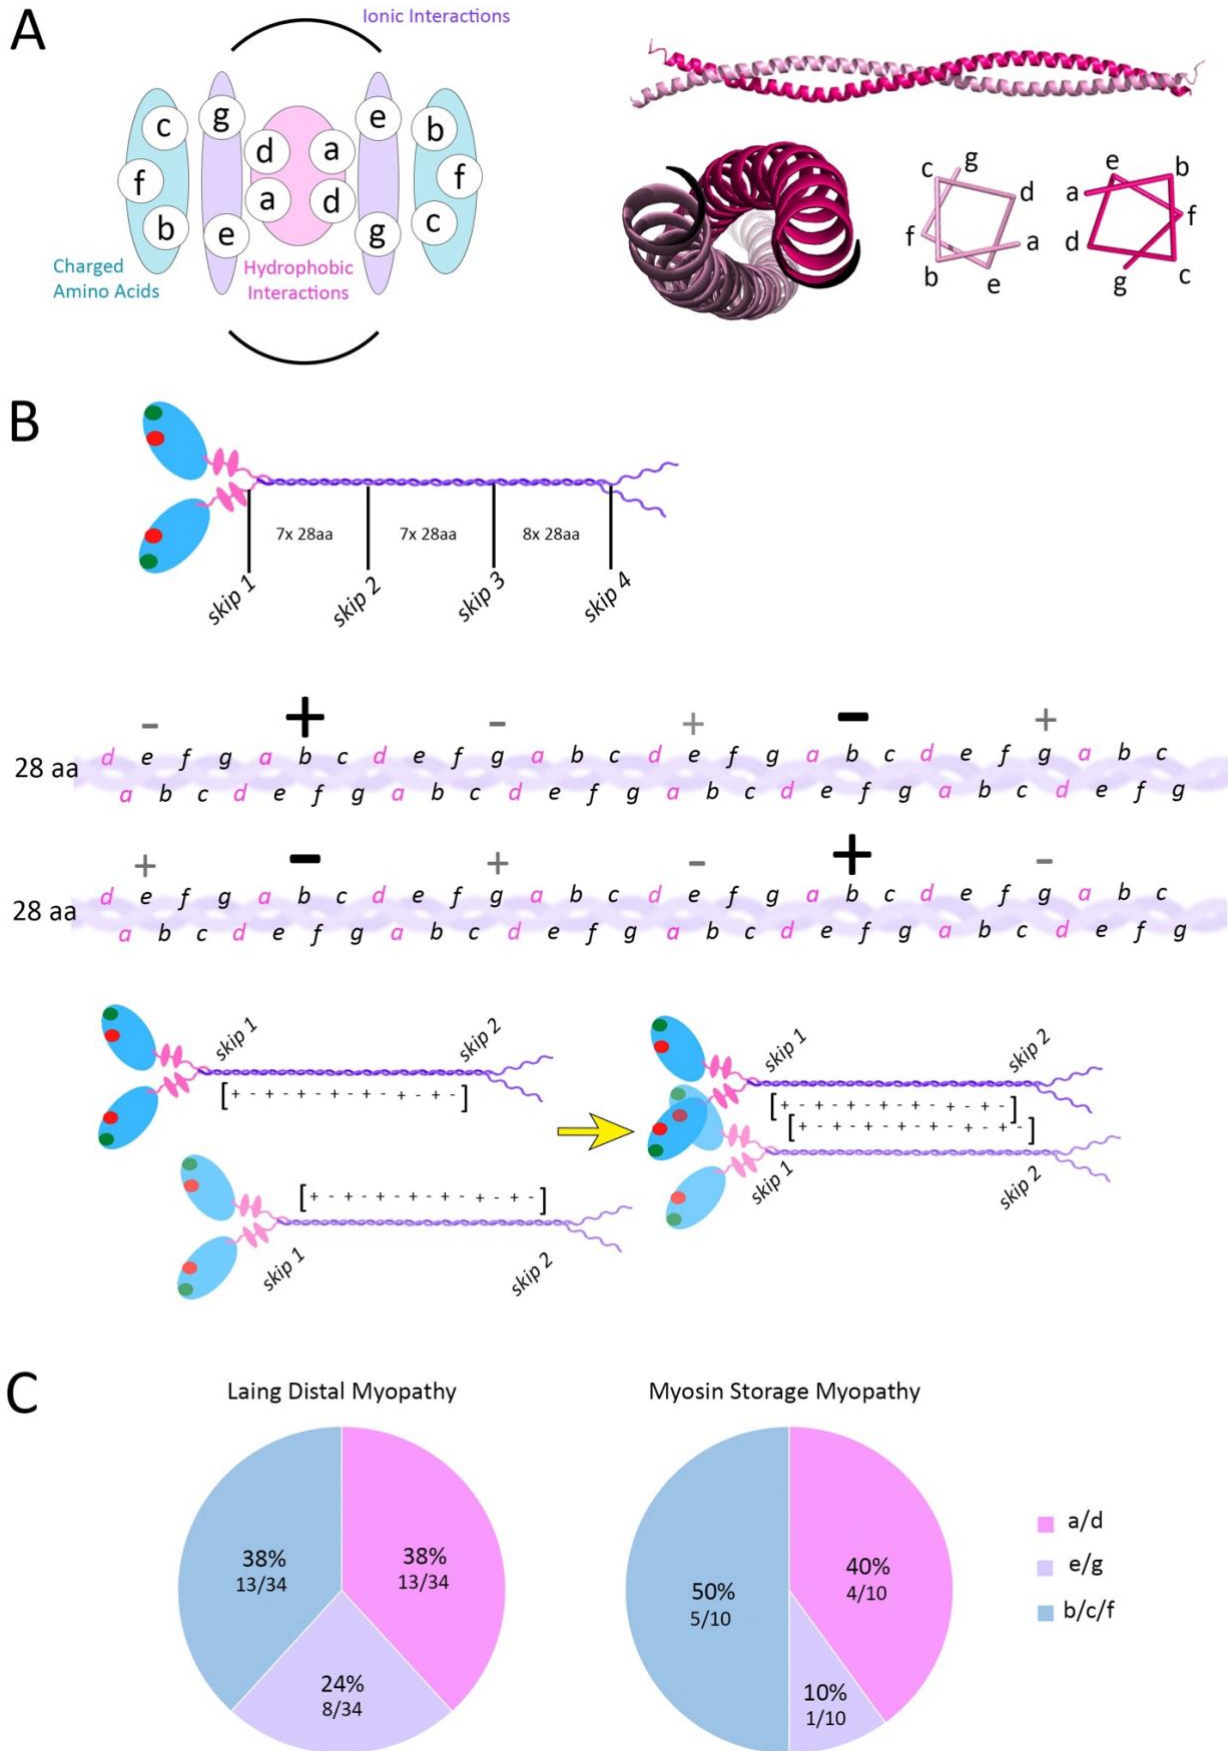 A
Ionic Interactions
g
e
c
b
d
a
f
f
a
d
b
c
e
g
Charged
Amino Acids
Hydrophobic
Interactions
c
g
d
f
a
b
e
e
b
a
f
d
g
c
B
7x 28aa
7x 28aa
8x 28aa
skip 1
skip 2
skip 3
skip 4
- + - + - +
28 aa
d e f g a b c d e f g a b c d e f g a b c d e f g a b c
a b c d e f g a b c d e f g a b c d e f g a b c d e f g
+ - + - + -
28 aa
d e f g a b c d e f g a b c d e f g a b c d e f g a b c
a b c d e f g a b c d e f g a b c d e f g a b c d e f g
skip 1
skip 2
[+ - + - + - + - + - + -]
[+ - + - + - + - + - + -]
skip 1
skip 2
skip 1
skip 2
[+ - + - + - + - + - + -]
[+ - + - + - + - + - + -]
skip 1
skip 2
C
Laing Distal Myopathy
38%
13/34
38%
13/34
24%
8/34
Myosin Storage Myopathy
50%
5/10
40%
4/10
10%
1/10
a/d
e/g
b/c/f